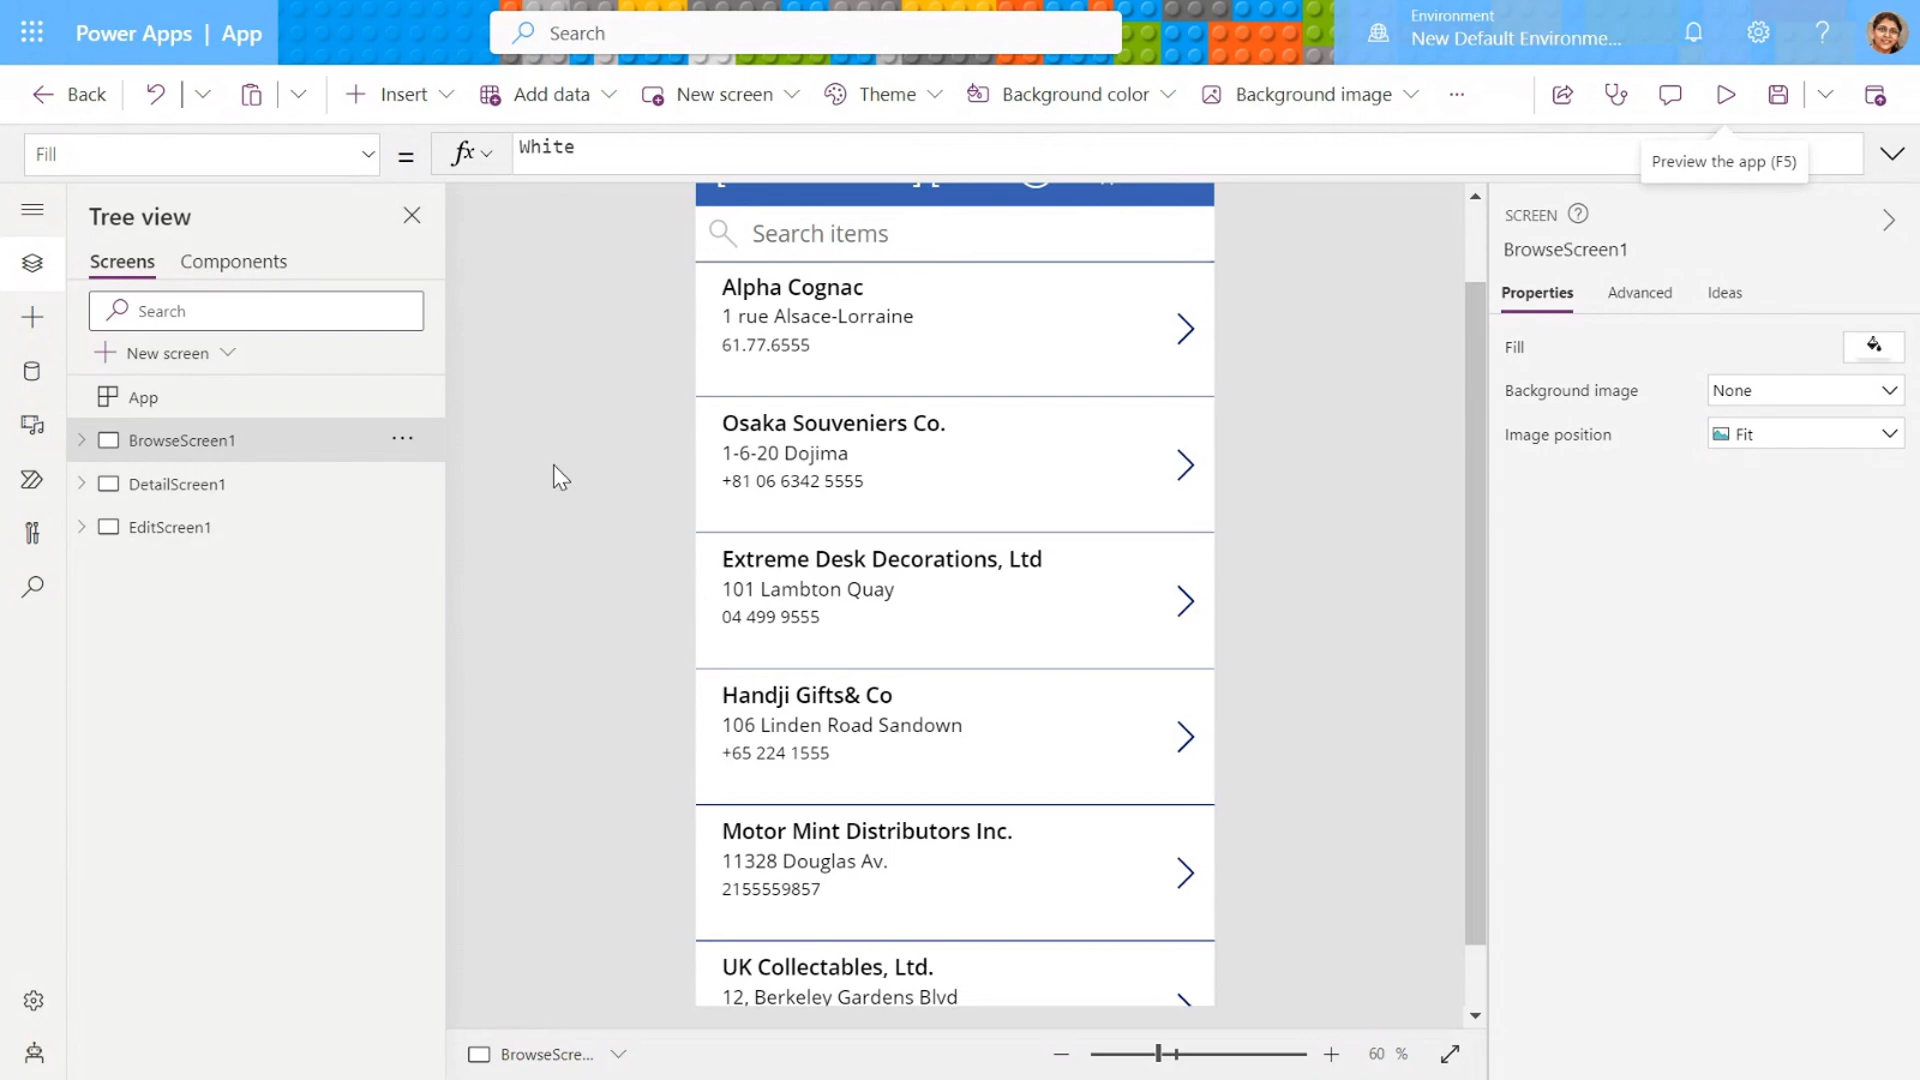 Power Apps | App
Search
Environment
New Default Environme...
Back
Insert
Add data
New screen
Theme
Background color
Background image
...
Fill
=
fx
White
Preview the app (F5)
Tree view
Screens
Components
Search
New screen
App
BrowseScreen1
...
DetailScreen1
EditScreen1
Search items
Alpha Cognac
1 rue Alsace-Lorraine
61.77.6555
Osaka Souveniers Co.
1-6-20 Dojima
+81 06 6342 5555
Extreme Desk Decorations, Ltd
101 Lambton Quay
04 499 9555
Handji Gifts& Co
106 Linden Road Sandown
+65 224 1555
Motor Mint Distributors Inc.
11328 Douglas Av.
2155559857
UK Collectables, Ltd.
12, Berkeley Gardens Blvd
SCREEN
BrowseScreen1
Properties
Advanced
Ideas
Fill
Background image
None
Image position
Fit
BrowseScre...
60 %